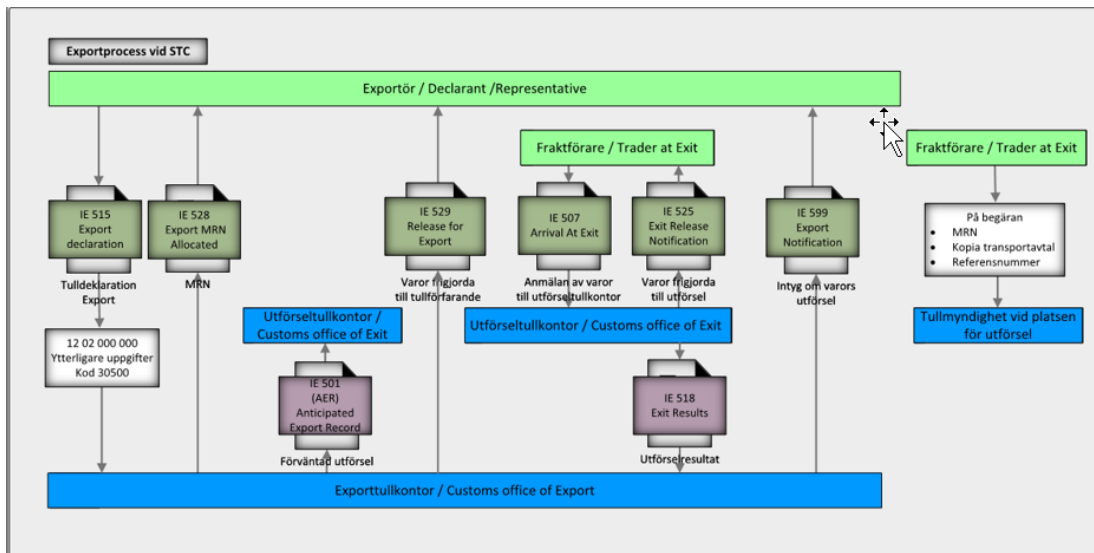 Exportprocess vid STC
Exportör / Declarant /Representative
Fraktförare / Trader at Exit
Fraktförare / Trader at Exit
IE 515
Export
declaration
Tulldeklaration
Export
IE 528
Export MRN
Allocated
MRN
IE 529
Release for
Export
Varor frigjorda
till tullförfarande
IE 507
Arrival At Exit
Anmälan av varor
till utförseltullkontor
IE 525
Exit Release
Notification
Varor frigjorda
till utförsel
IE 599
Export
Notification
Intyg om varors
utförsel
På begäran
• MRN
• Kopia transportavtal
• Referensnummer
Utförseltullkontor /
Customs office of Exit
Utförseltullkontor / Customs office of Exit
Tullmyndighet vid platsen
för utförsel
12 02 000 000
Ytterligare uppgifter
Kod 30500
IE 501
(AER)
Anticipated
Export Record
Förväntad utförsel
IE 518
Exit Results
Utförselresultat
Exporttullkontor / Customs office of Export